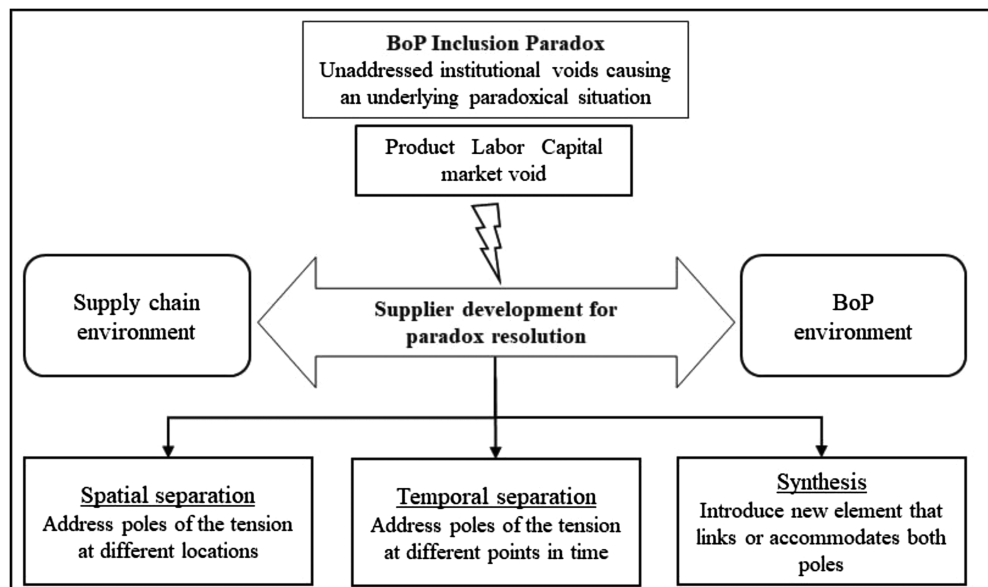 BoP Inclusion Paradox
Unaddressed institutional voids causing
an underlying paradoxical situation
Product Labor Capital
market void
Supply chain
environment
Supplier development for
paradox resolution
BoP
environment
Spatial separation
Address poles of the tension
at different locations
Temporal separation
Address poles of the tension
at different points in time
Synthesis
Introduce new element that
links or accommodates both
poles